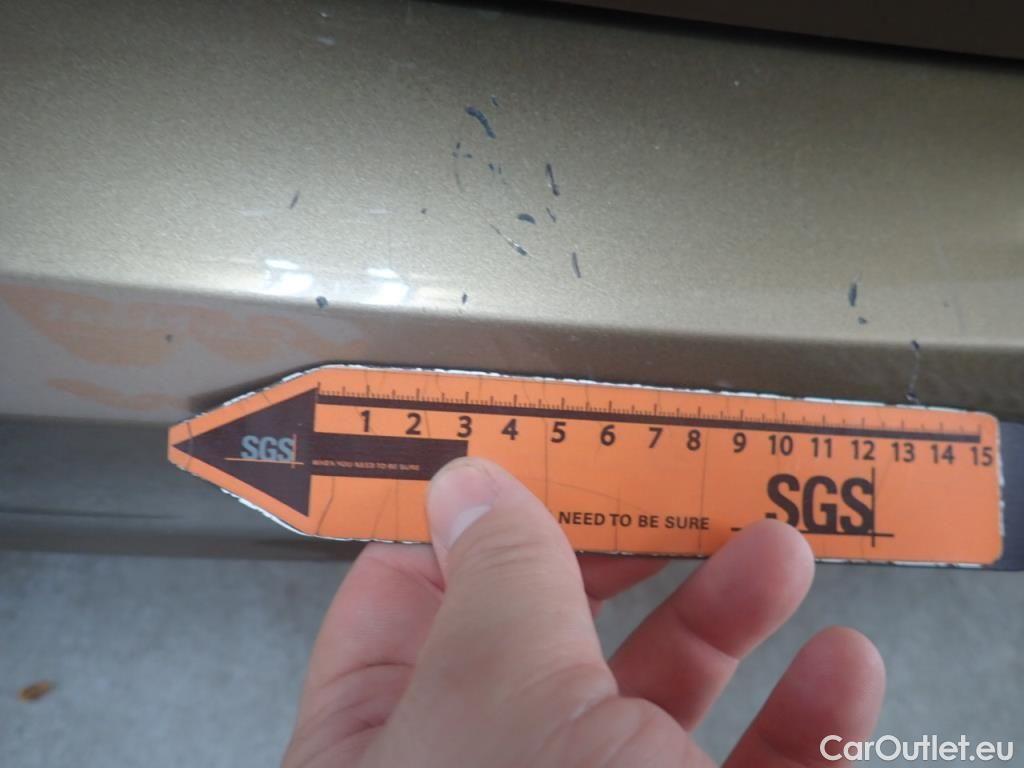 1 2 3 4 5 6 7 8 9 10 11 12 13 14 15
SGS
WHEN YOU NEED TO BE SURE
SGS
NEED TO BE SURE
CarOutlet.eu